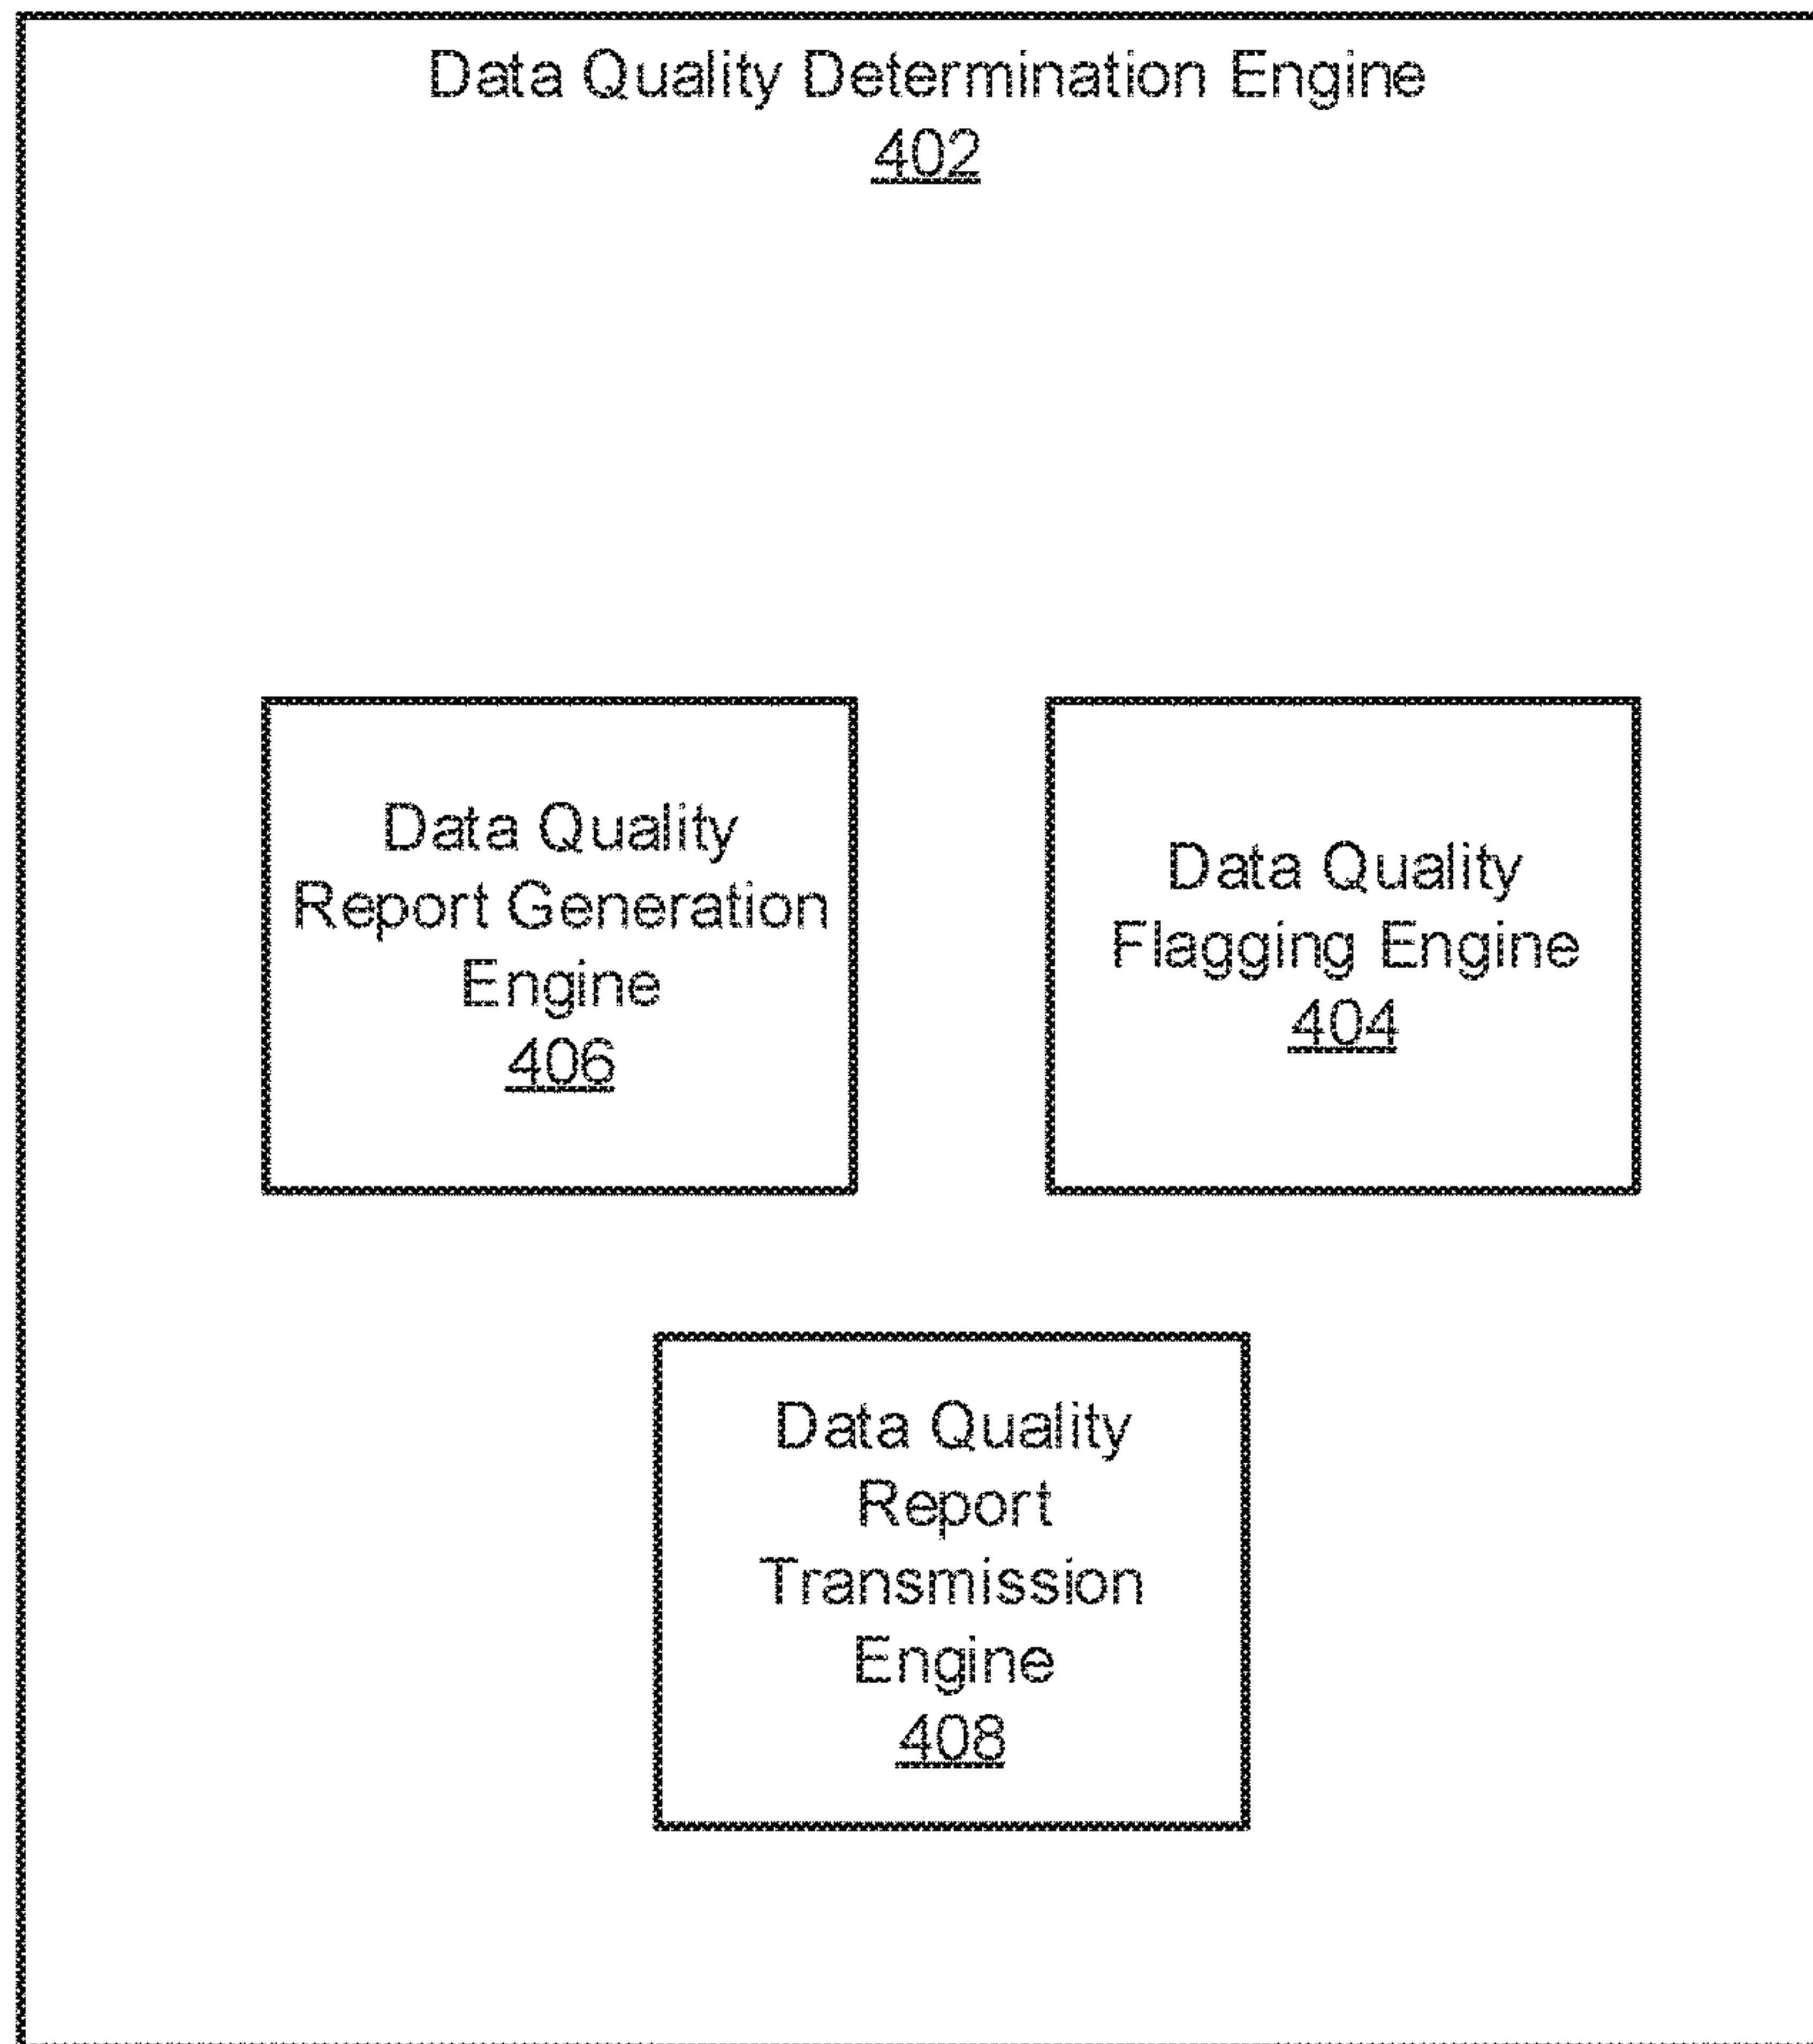 Data Quality Determination Engine
402
Data Quality
Report Generation
Engine
406
Data Quality
Flagging Engine
404
Data Quality
Report
Transmission
Engine
408